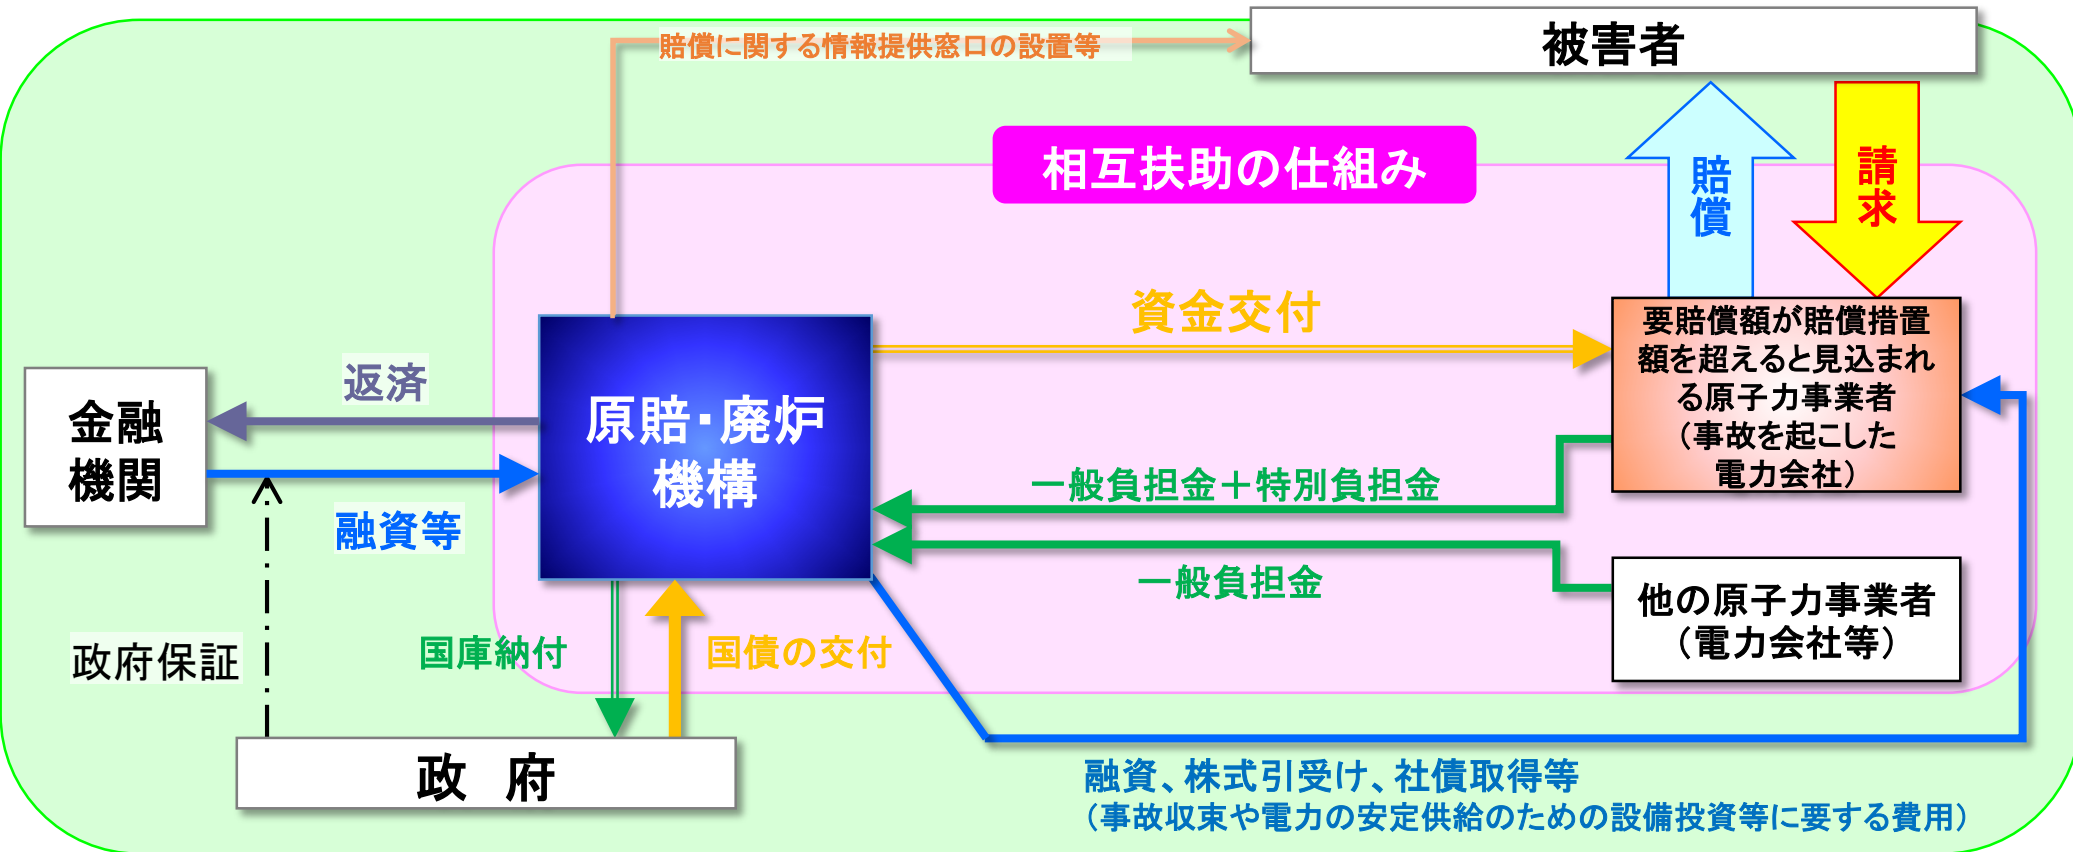 賠償に関する情報提供窓口の設置等
被害者
相互扶助の仕組み
賠償
請求
資金交付
要賠償額が賠償措置
額を超えると見込まれ
る原子力事業者
（事故を起こした
電力会社）
返済
金融
機関
原賠・廃炉
機構
融資等
一般負担金＋特別負担金
一般負担金
他の原子力事業者
（電力会社等）
政府保証
国庫納付
国債の交付
政　府
融資、株式引受け、社債取得等
（事故収束や電力の安定供給のための設備投資等に要する費用）